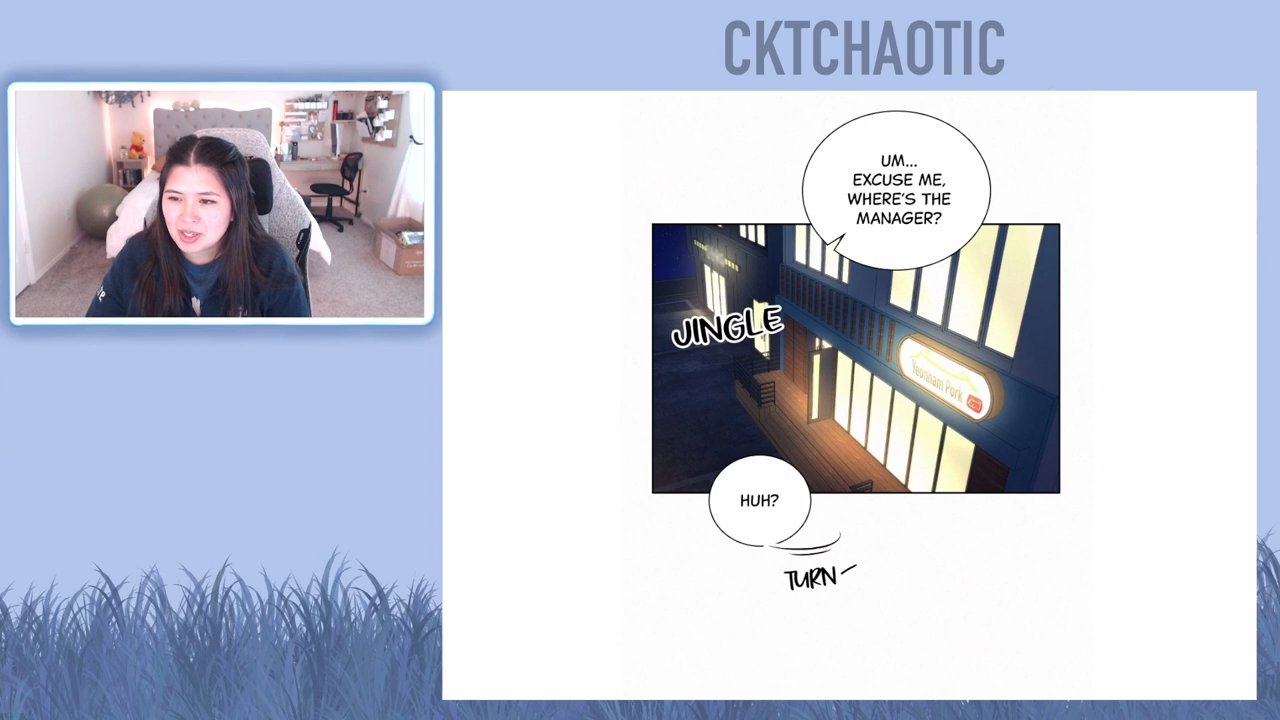 CKTCHAOTIC
UM...
EXCUSE ME,
WHERE'S THE
MANAGER?
JINGLE
Yeonnam Pork
HUH?
TURN